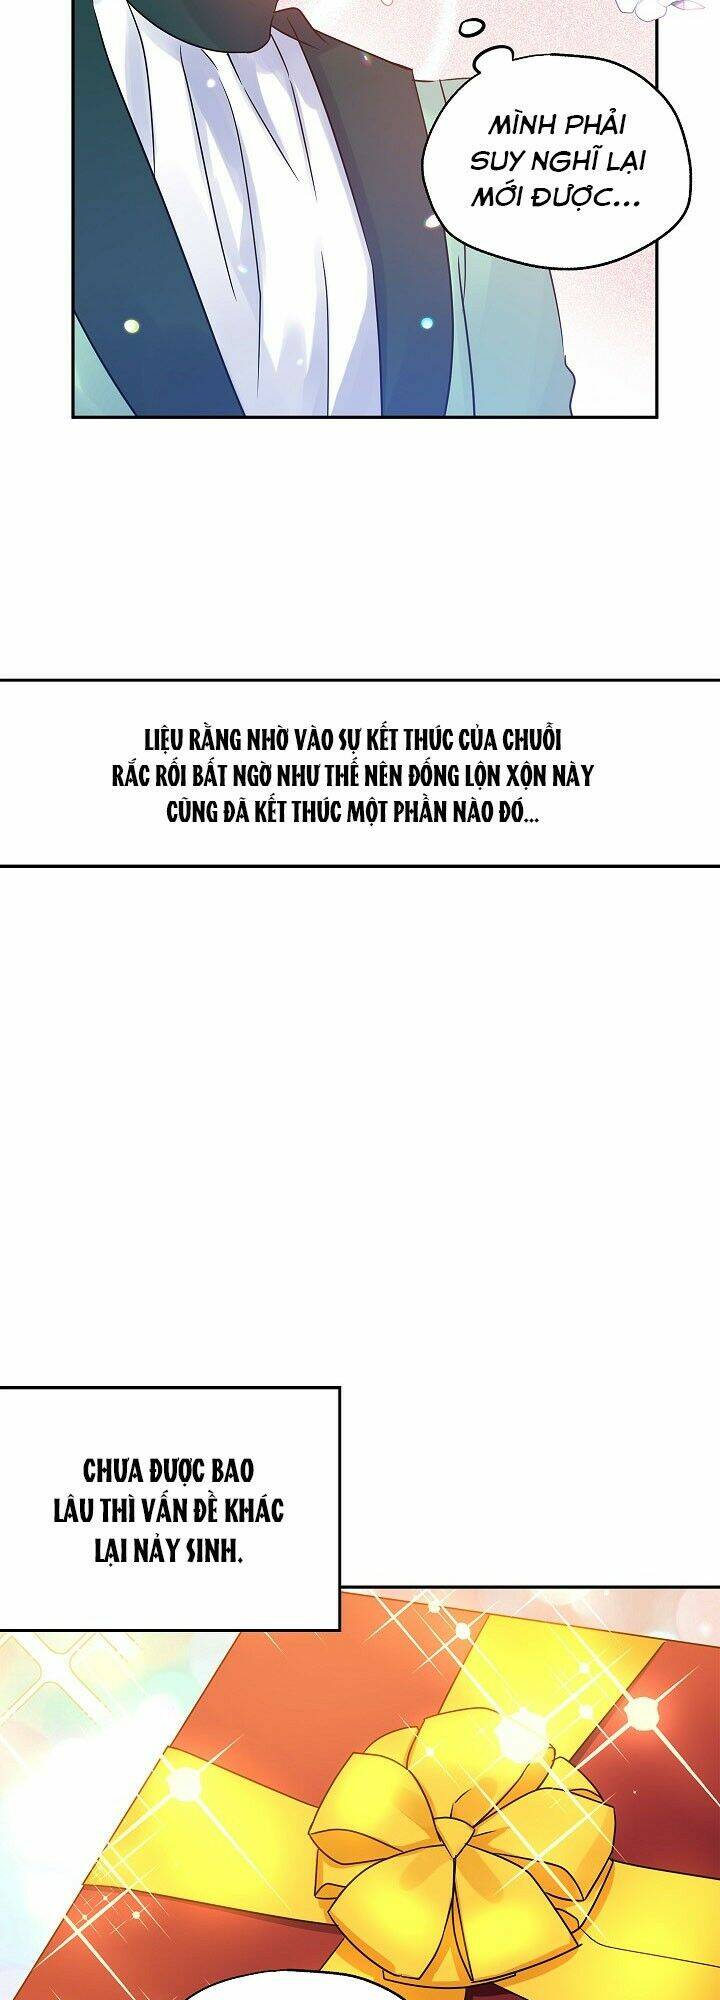 MÌNH PHẢI
SUY NGHĨ LẠI
MỚI ĐƯỢC...
LIỆU RẰNG NHỜ VÀO SỰ KẾT THÚC CỦA CHUỖI
RẮC RỐI BẤT NGỜ NHƯ THẾ NÊN ĐỐNG LỘN XỘN NÀY
CŨNG ĐÃ KẾT THÚC MỘT PHẦN NÀO ĐÓ...
CHƯA ĐƯỢC BAO
LÂU THÌ VẤN ĐỀ KHÁC
LẠI NẢY SINH.